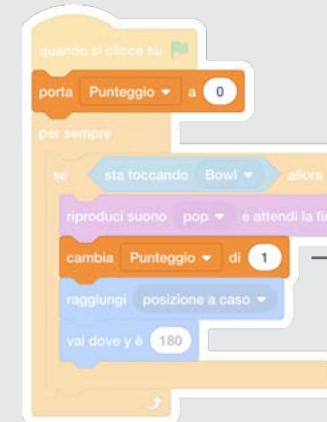 quando si clicca su
porta Punteggio a 0
per sempre
se sta toccando Bowl allora
riproduci suono pop e attendi la fin
cambia Punteggio di 1
raggiungi posizione a caso
vai dove y è 180